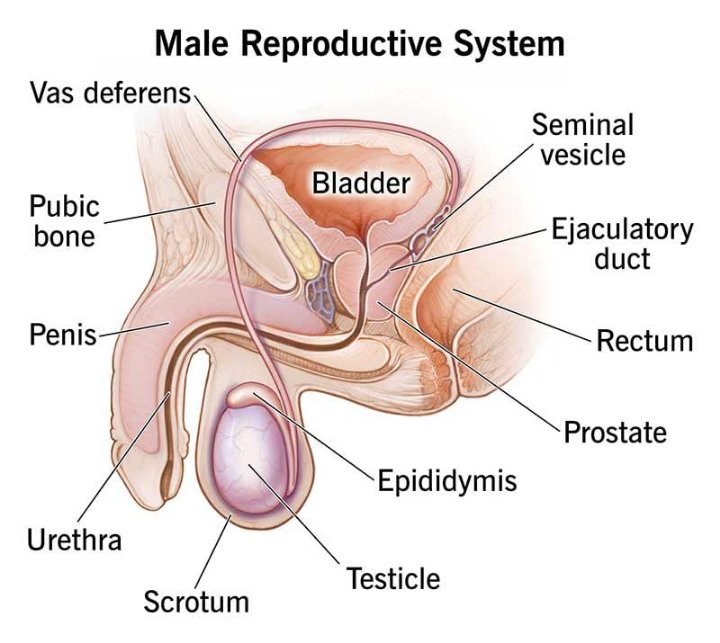 Male Reproductive System
Vas deferens
Seminal
vesicle
Bladder
Pubic
bone
Ejaculatory
duct
Penis
Rectum
Prostate
Epididymis
Urethra
Testicle
Scrotum